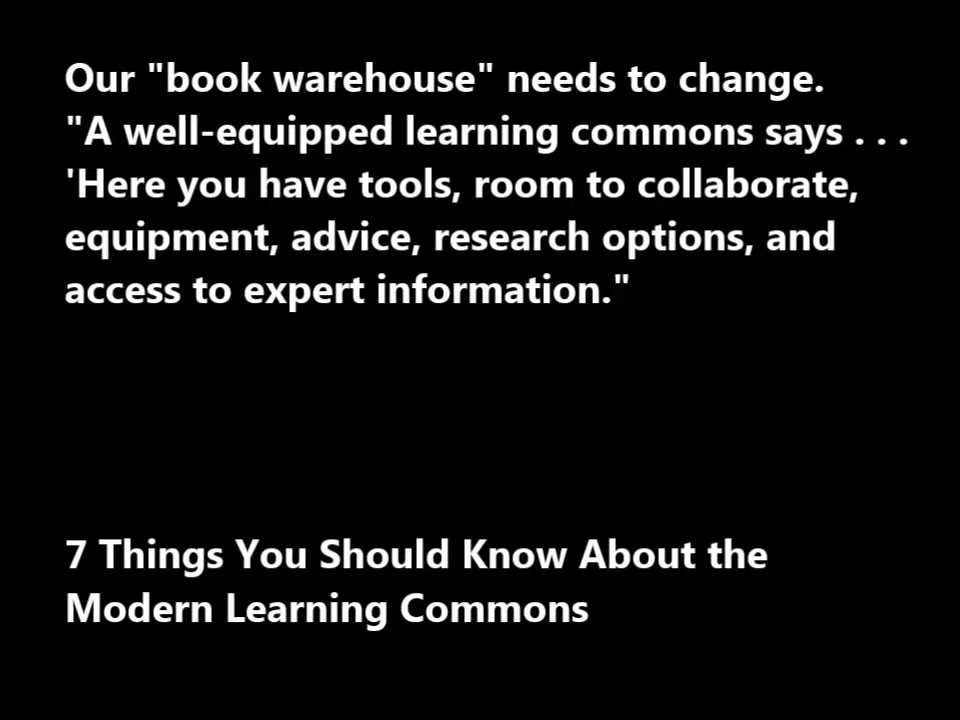 Our "book warehouse" needs to change.
"A well-equipped learning commons says . . .
'Here you have tools, room to collaborate,
equipment, advice, research options, and
access to expert information."
7 Things You Should Know About the
Modern Learning Commons